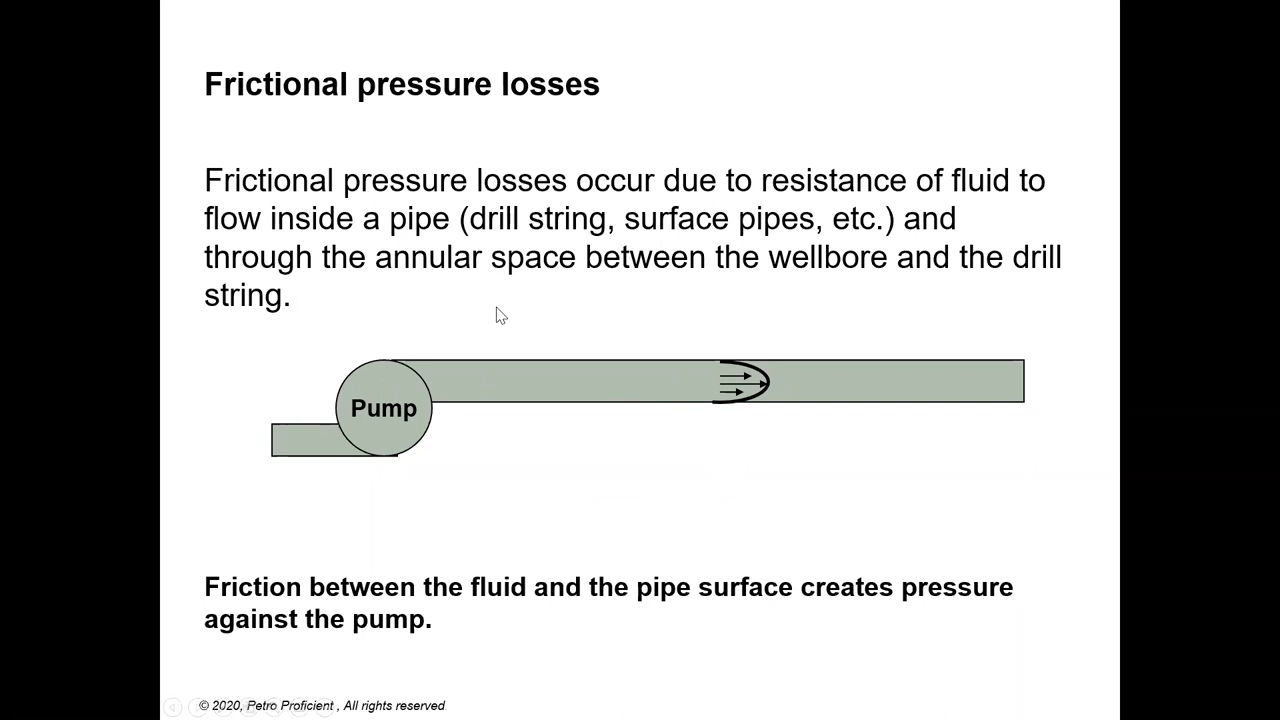 Frictional pressure losses
Frictional pressure losses occur due to resistance of fluid to
flow inside a pipe (drill string, surface pipes, etc.) and
through the annular space between the wellbore and the drill
string.
Pump
Friction between the fluid and the pipe surface creates pressure
against the pump.
© 2020, Petro Proficient , All rights reserved